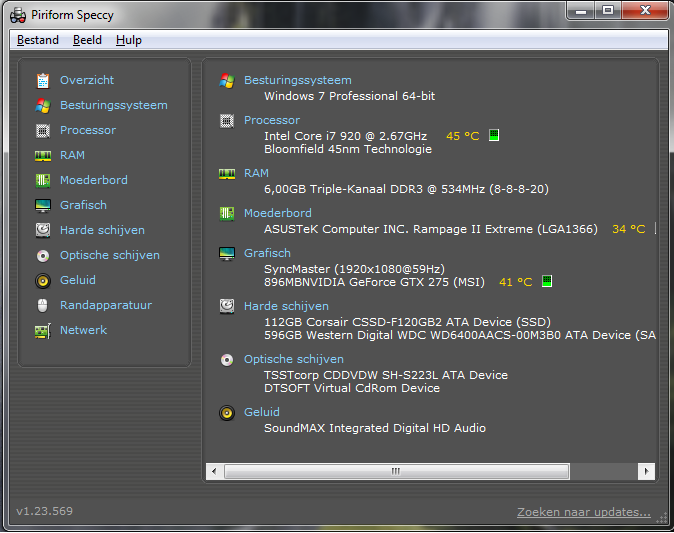 Piriform Speccy
Bestand Beeld Hulp
Overzicht
Besturingssysteem
Processor
RAM
Moederbord
Grafisch
Harde schijven
Optische schijven
Geluid
Randapparatuur
Netwerk
Besturingssysteem
Windows 7 Professional 64-bit
Processor
Intel Core i7 920 @ 2.67GHz 45 °C
Bloomfield 45nm Technologie
RAM
6,00GB Triple-Kanaal DDR3 @ 534MHz (8-8-8-20)
Moederbord
ASUSTeK Computer INC. Rampage II Extreme (LGA1366) 34 °C
Grafisch
SyncMaster (1920x1080@59Hz)
896MBNVIDIA GeForce GTX 275 (MSI) 41 °C
Harde schijven
112GB Corsair CSSD-F120GB2 ATA Device (SSD)
596GB Western Digital WDC WD6400AACS-00M3B0 ATA Device (SA
Optische schijven
TSSTcorp CDDVDW SH-S223L ATA Device
DTSOFT Virtual CdRom Device
Geluid
SoundMAX Integrated Digital HD Audio
v1.23.569
Zoeken naar updates...